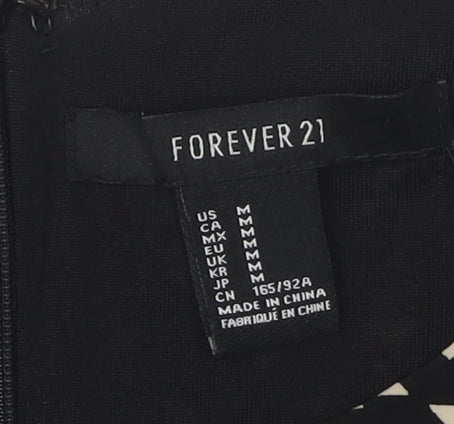 FOREVER 21
US M
CA M
MX M
EU M
UK M
KR M
JP M
CN 165/92A
MADE IN CHINA
FABRIQUÉ EN CHINE